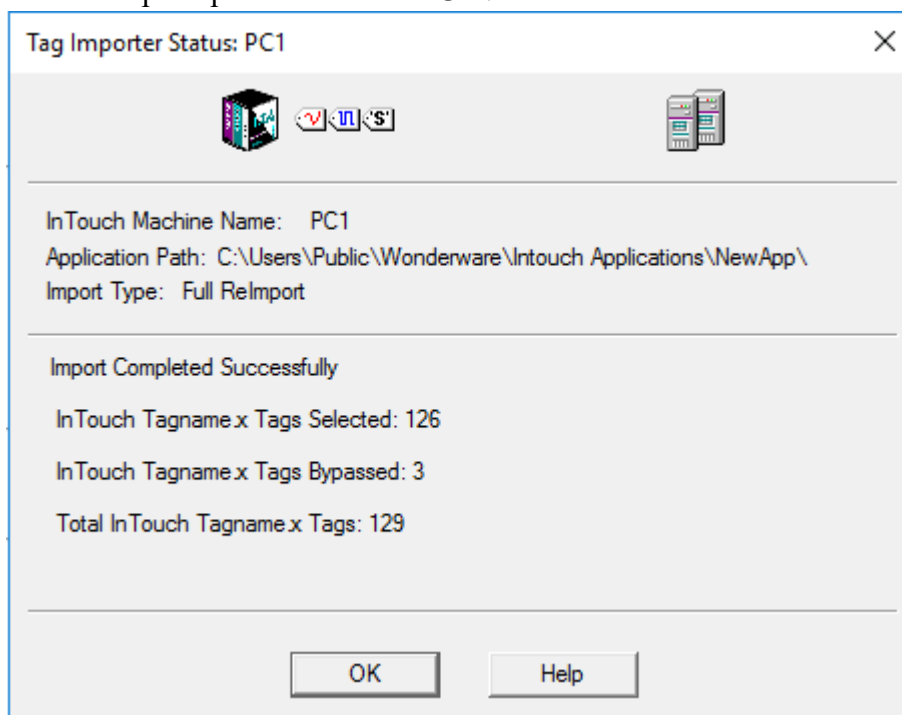 Tag Importer Status: PC1
'S'
InTouch Machine Name: PC1
Application Path: C:\Users\Public\Wonderware\Intouch Applications\NewApp\
Import Type: Full ReImport
Import Completed Successfully
InTouch Tagname.x Tags Selected: 126
InTouch Tagname.x Tags Bypassed: 3
Total InTouch Tagname.x Tags: 129
OK Help